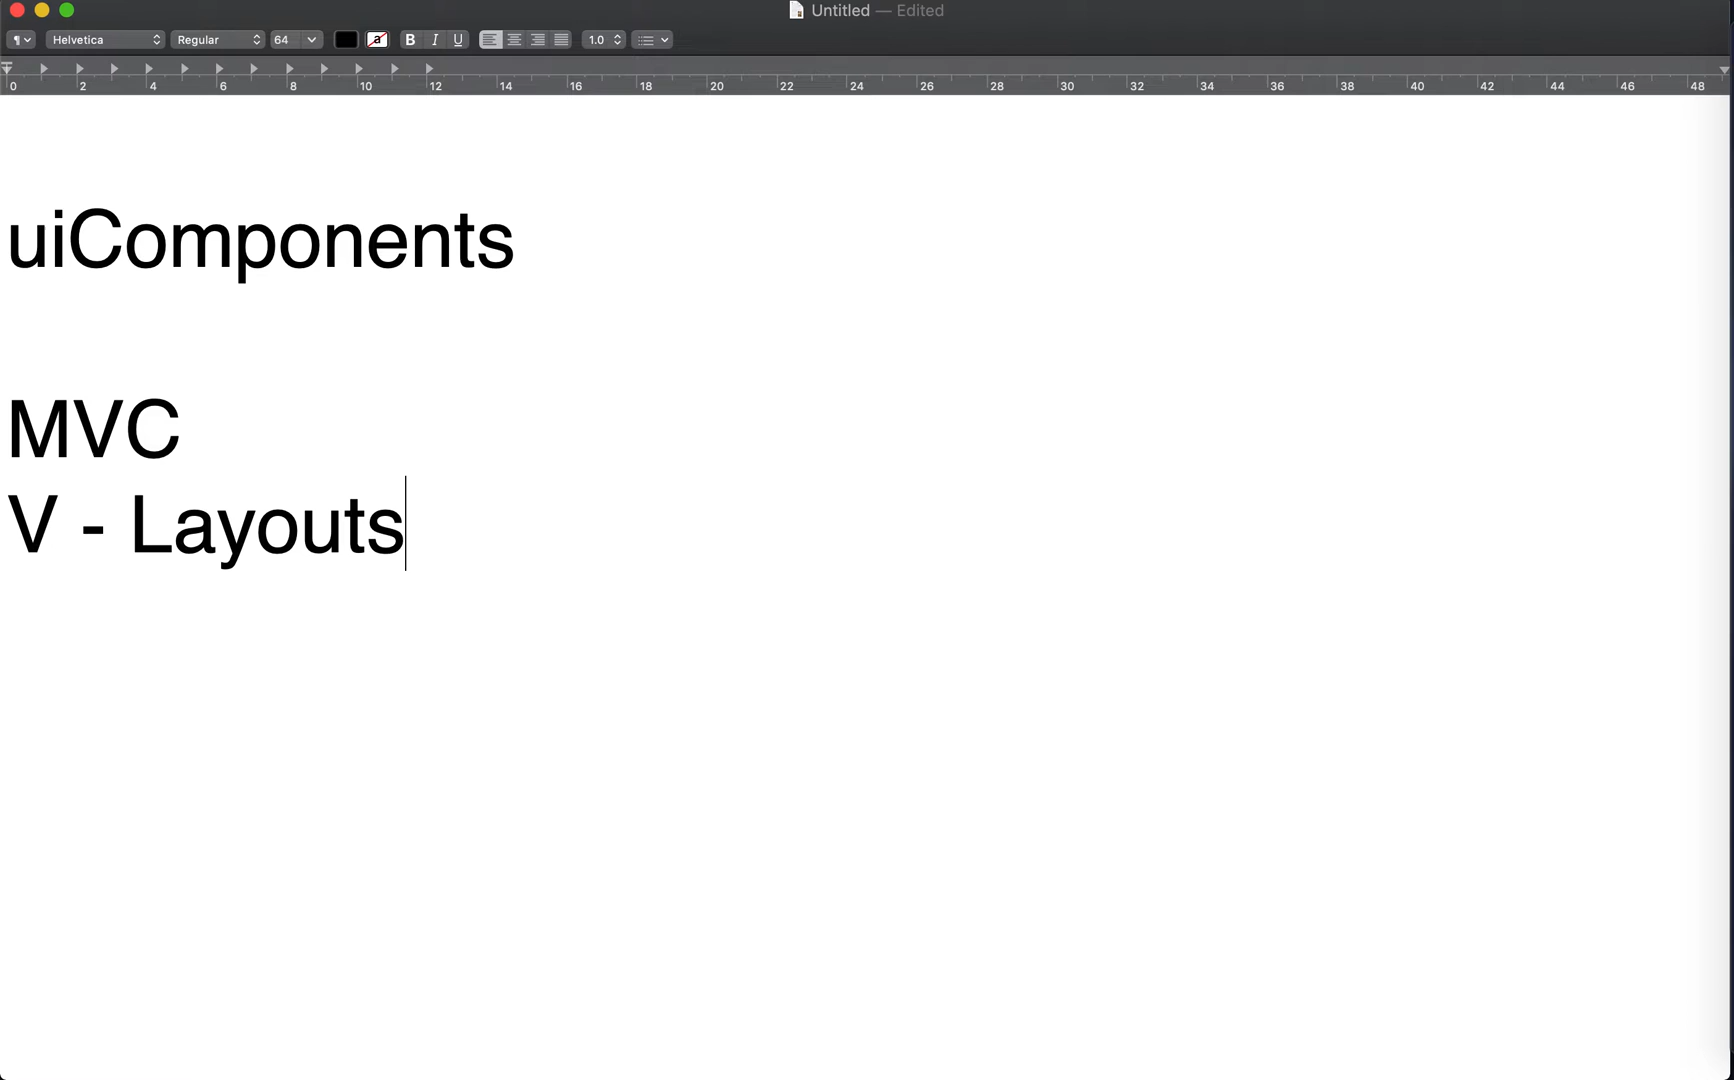 Untitled — Edited
¶ Helvetica Regular 64 a B I U 1.0
0 2 4 6 8 10 12 14 16 18 20 22 24 26 28 30 32 34 36 38 40 42 44 46 48
uiComponents
MVC
V - Layouts